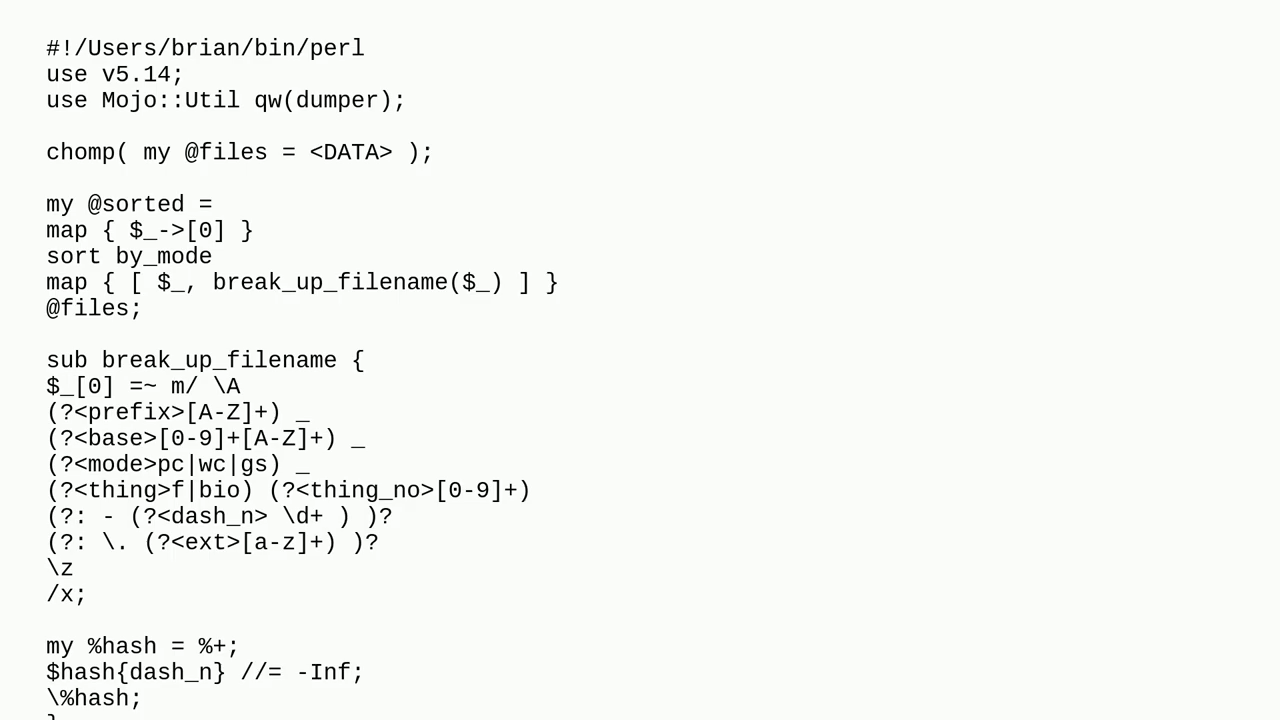 #!/Users/brian/bin/perl
use v5.14;
use Mojo::Util qw(dumper);
chomp( my @files = <DATA> );
my @sorted =
map { $_->[0] }
sort by_mode
map { [ $_, break_up_filename($_) ] }
@files;
sub break_up_filename {
$_[0] =~ m/ \A
(?<prefix>[A-Z]+) _
(?<base>[0-9]+[A-Z]+) _
(?<mode>pc|wc|gs) _
(?<thing>f|bio) (?<thing_no>[0-9]+)
(?: - (?<dash_n> \d+ ) )?
(?: \. (?<ext>[a-z]+) )?
\z
/x;
my %hash = %+;
$hash{dash_n} //= -Inf;
\%hash;
}